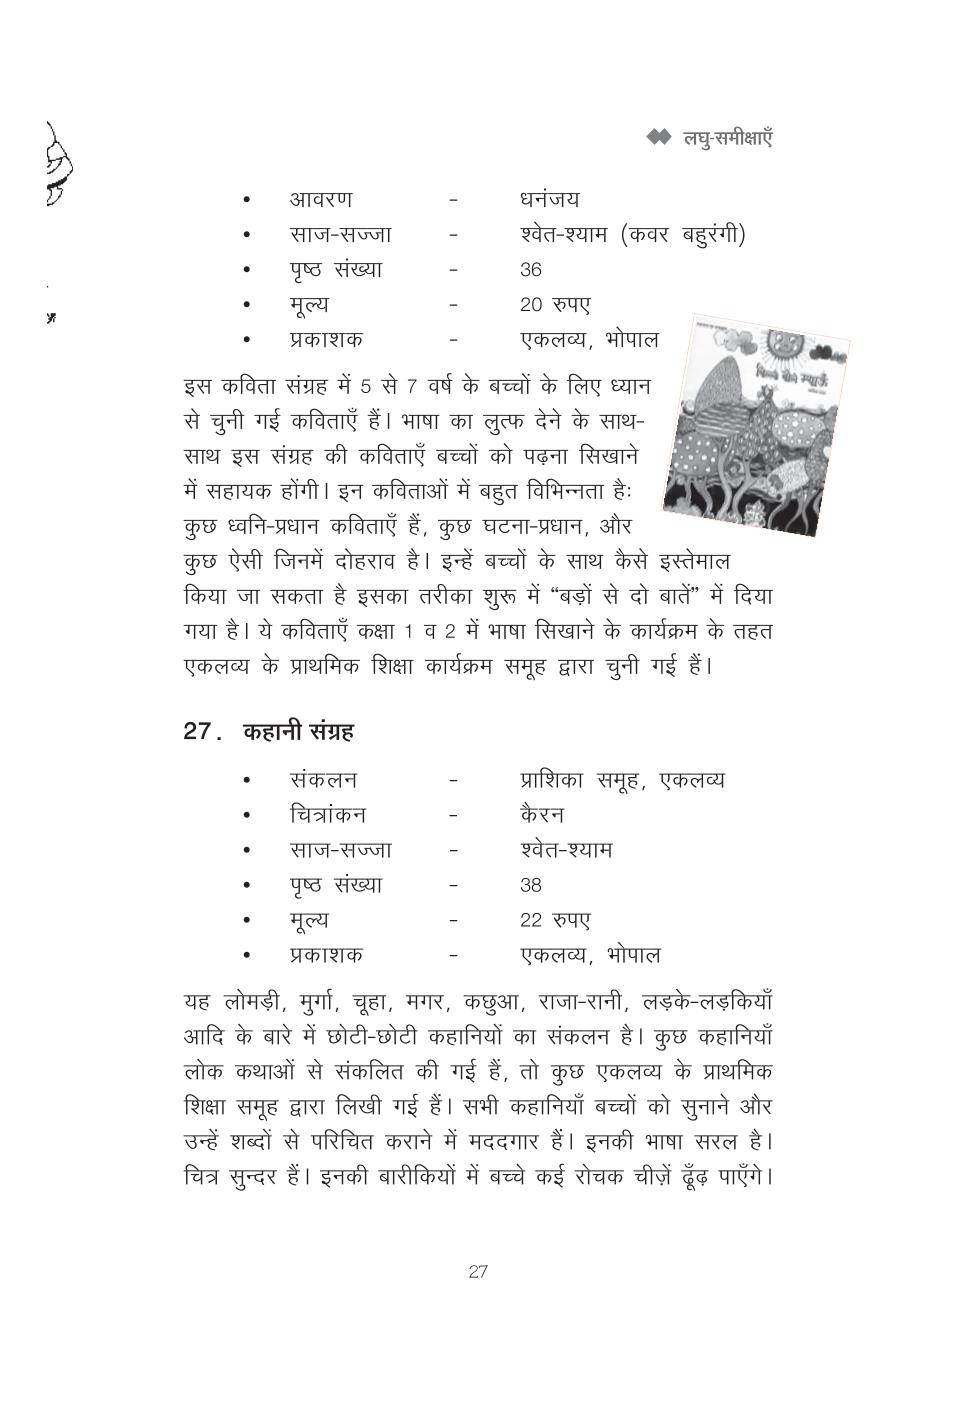 लघु-समीक्षाएँ
• आवरण - धनंजय
• साज-सज्जा - श्वेत-श्याम (कवर बहुरंगी)
• पृष्ठ संख्या - 36
• मूल्य - 20 रुपए
• प्रकाशक - एकलव्य, भोपाल
इस कविता संग्रह में 5 से 7 वर्ष के बच्चों के लिए ध्यान
से चुनी गई कविताएँ हैं। भाषा का लुत्फ देने के साथ-
साथ इस संग्रह की कविताएँ बच्चों को पढ़ना सिखाने
में सहायक होंगी। इन कविताओं में बहुत विभिन्नता है:
कुछ ध्वनि-प्रधान कविताएँ हैं, कुछ घटना-प्रधान, और
कुछ ऐसी जिनमें दोहराव है। इन्हें बच्चों के साथ कैसे इस्तेमाल
किया जा सकता है इसका तरीका शुरू में “बड़ों से दो बातें” में दिया
गया है। ये कविताएँ कक्षा 1 व 2 में भाषा सिखाने के कार्यक्रम के तहत
एकलव्य के प्राथमिक शिक्षा कार्यक्रम समूह द्वारा चुनी गई हैं।
27. कहानी संग्रह
• संकलन - प्राशिका समूह, एकलव्य
• चित्रांकन - कैरन
• साज-सज्जा - श्वेत-श्याम
• पृष्ठ संख्या - 38
• मूल्य - 22 रुपए
• प्रकाशक - एकलव्य, भोपाल
यह लोमड़ी, मुर्गा, चूहा, मगर, कछुआ, राजा-रानी, लड़के-लड़कियाँ
आदि के बारे में छोटी-छोटी कहानियों का संकलन है। कुछ कहानियाँ
लोक कथाओं से संकलित की गई हैं, तो कुछ एकलव्य के प्राथमिक
शिक्षा समूह द्वारा लिखी गई हैं। सभी कहानियाँ बच्चों को सुनाने और
उन्हें शब्दों से परिचित कराने में मददगार हैं। इनकी भाषा सरल है।
चित्र सुन्दर हैं। इनकी बारीकियों में बच्चे कई रोचक चीज़ें ढूँढ़ पाएँगे।
27